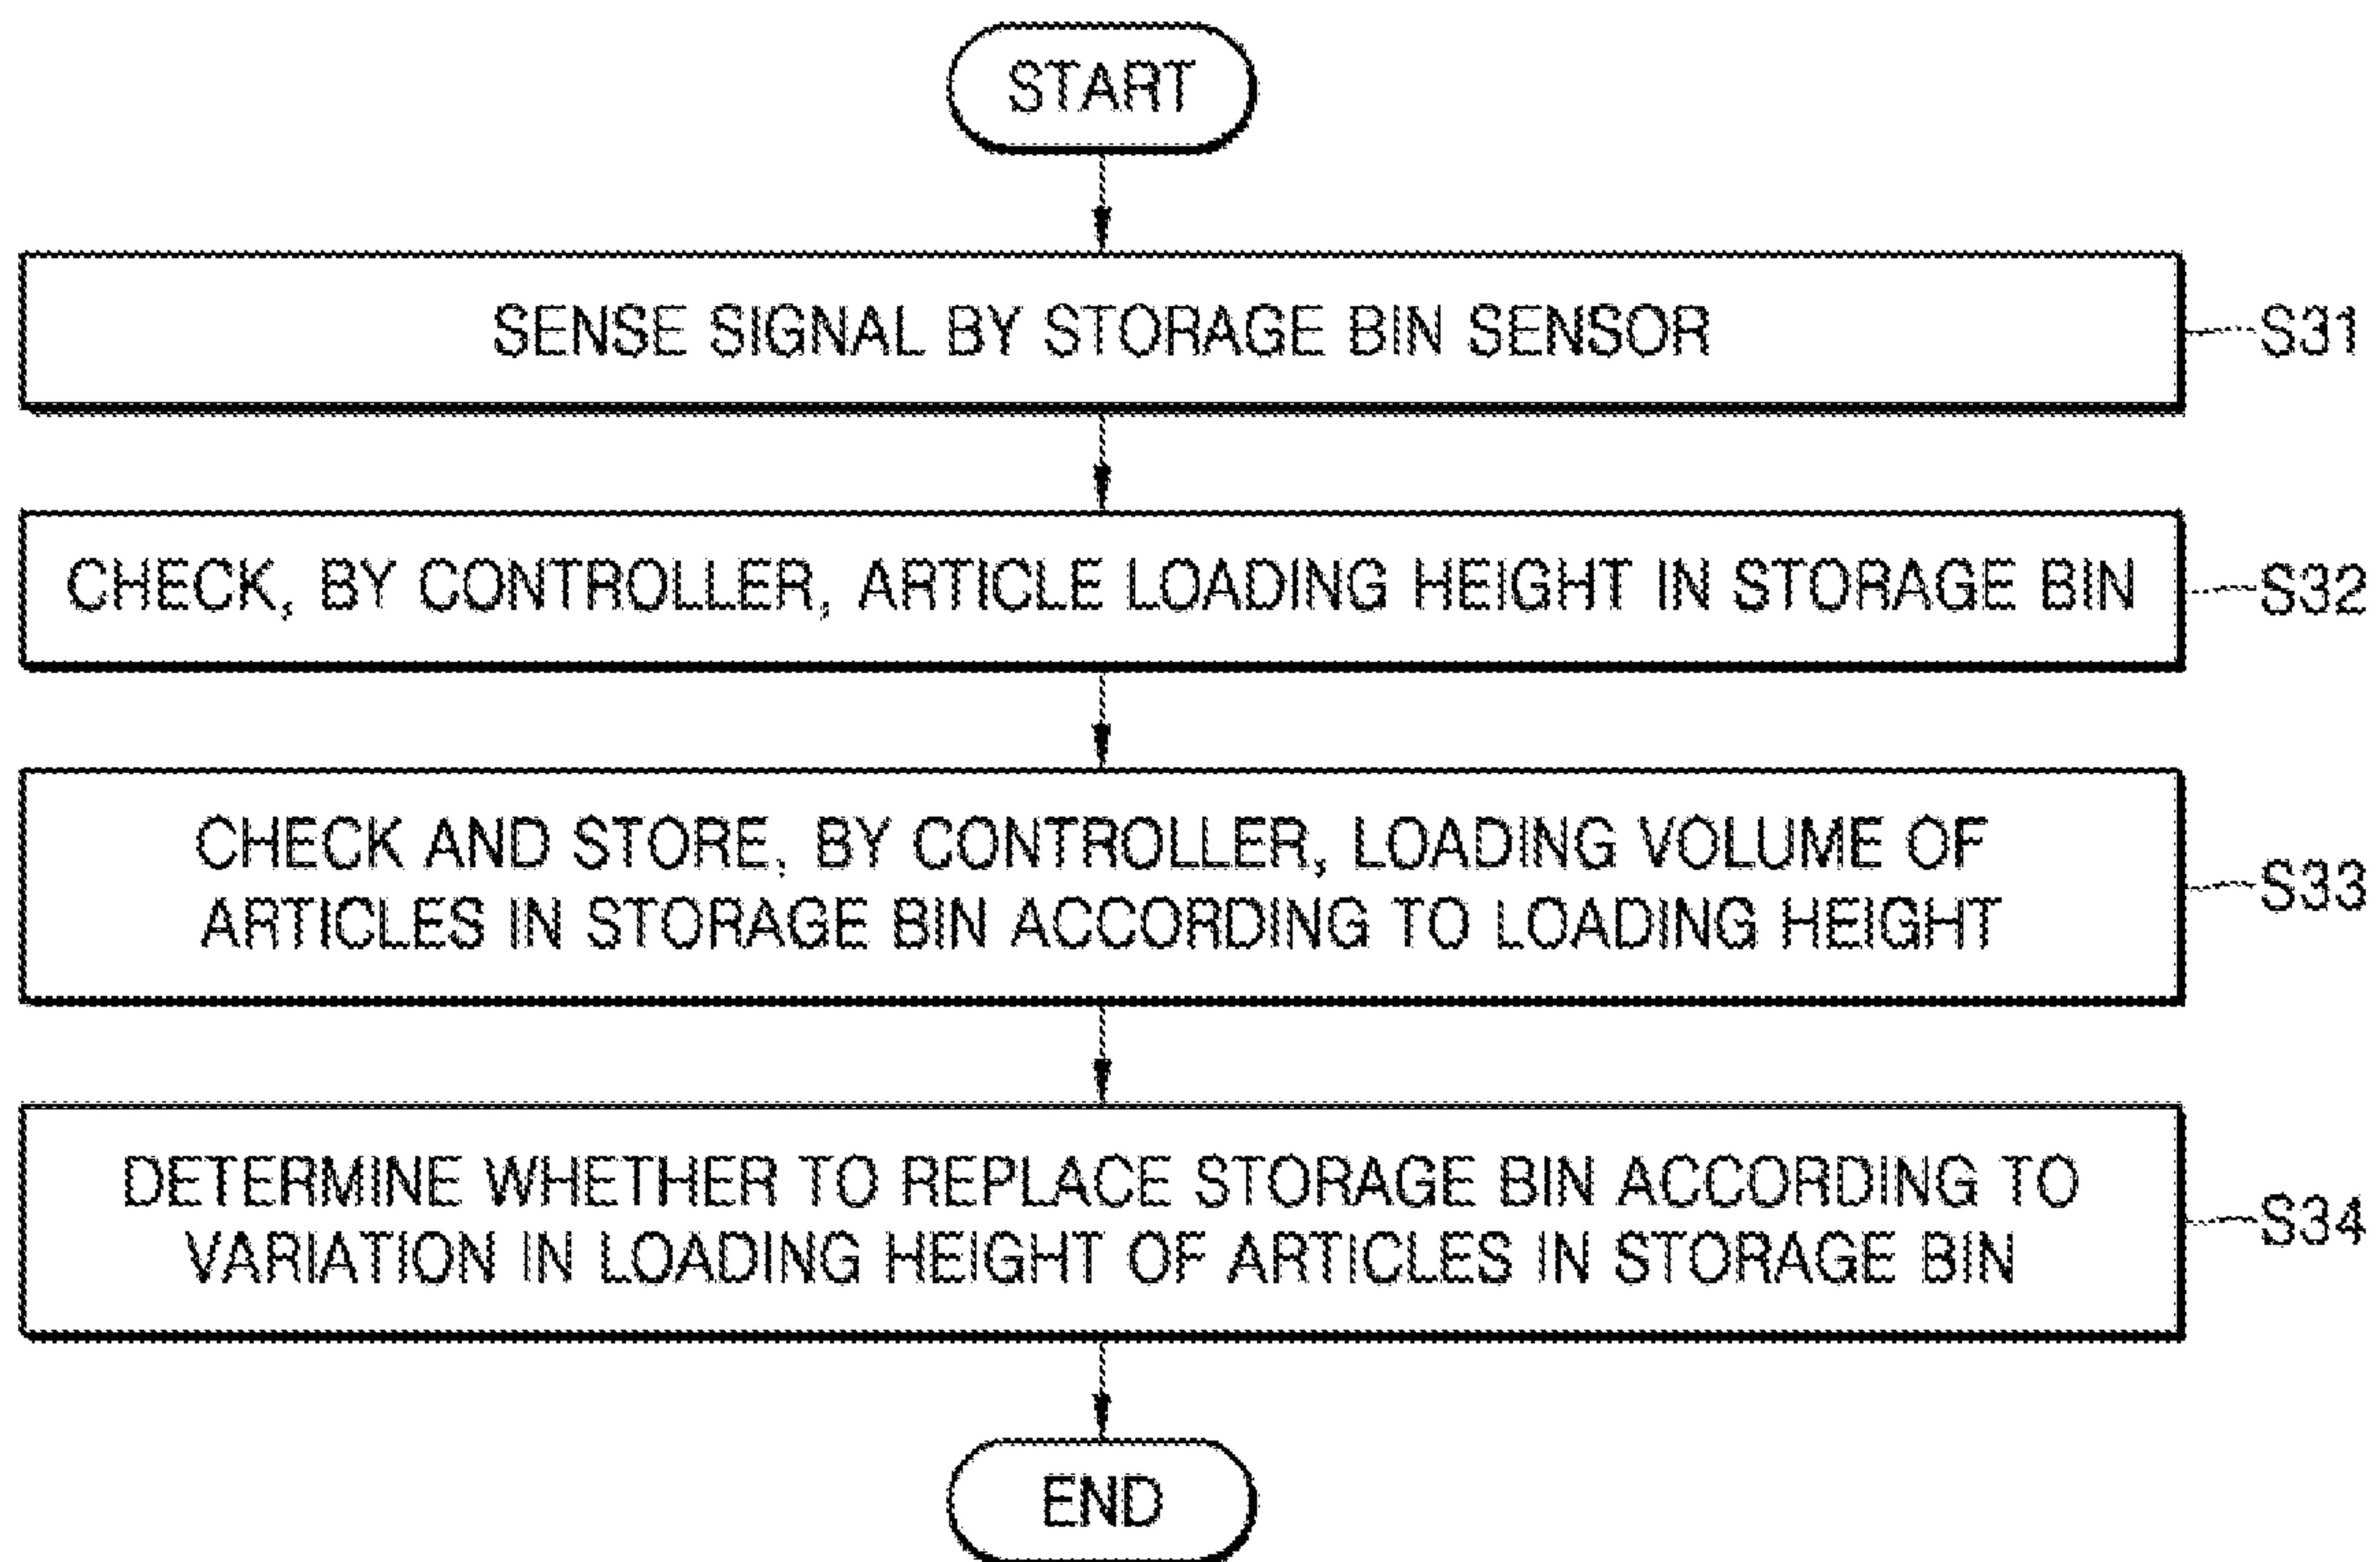 START
SENSE SIGNAL BY STORAGE BIN SENSOR
S31
CHECK, BY CONTROLLER, ARTICLE LOADING HEIGHT IN STORAGE BIN
S32
CHECK AND STORE, BY CONTROLLER, LOADING VOLUME OF
ARTICLES IN STORAGE BIN ACCORDING TO LOADING HEIGHT
S33
DETERMINE WHETHER TO REPLACE STORAGE BIN ACCORDING TO
VARIATION IN LOADING HEIGHT OF ARTICLES IN STORAGE BIN
S34
END